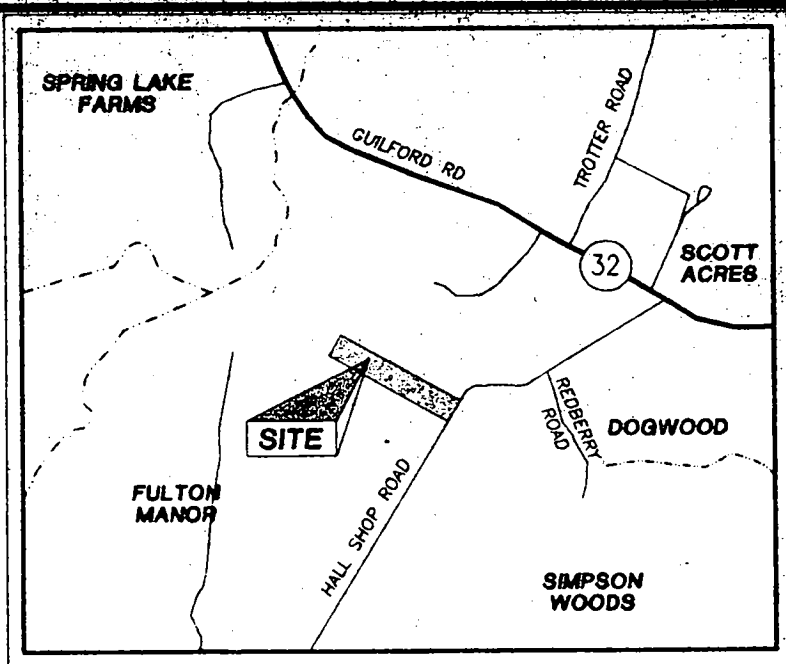 SPRING LAKE
FARMS
GUILFORD RD
TROTTER ROAD
32
SCOTT
ACRES
SITE
REDBERRY
ROAD
DOGWOOD
FULTON
MANOR
HALL SHOP ROAD
SIMPSON
WOODS